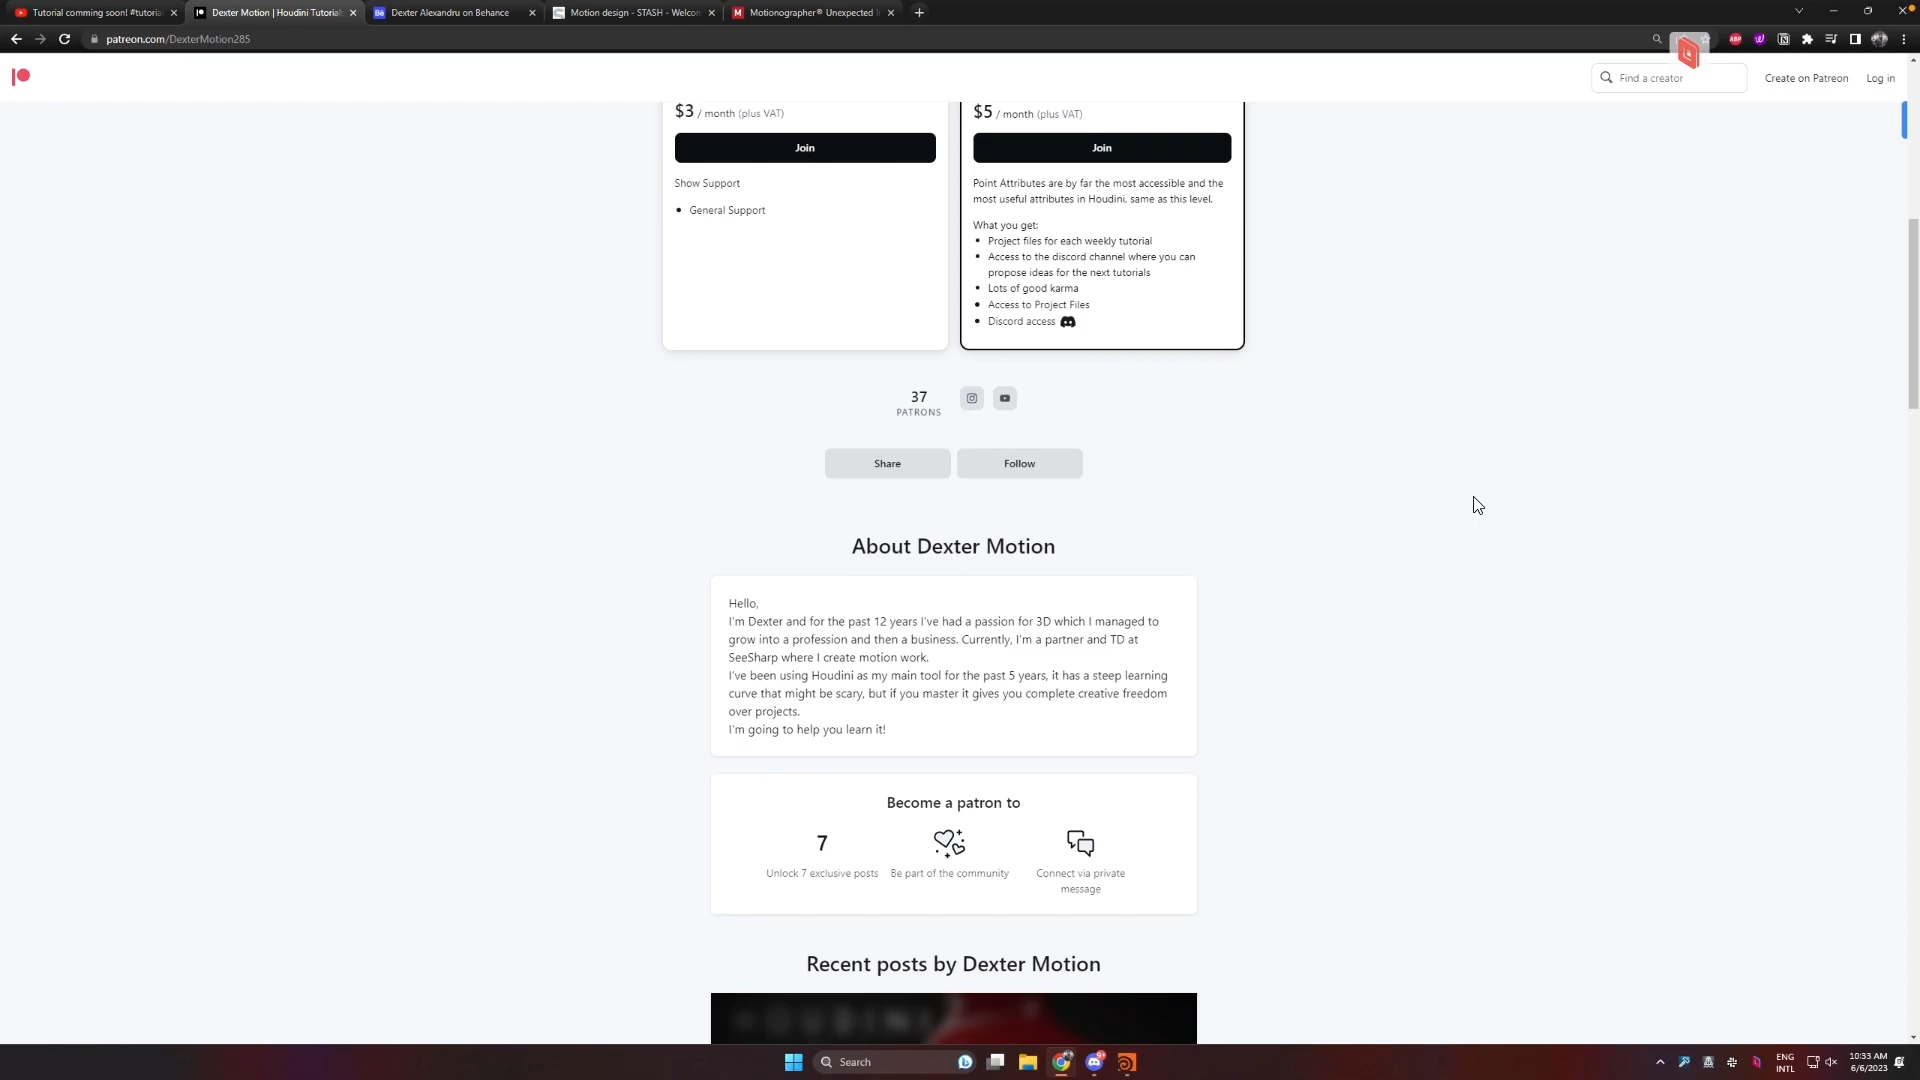 Tutorial comming soon! #tutoria
Dexter Motion | Houdini Tutorials
Bē Dexter Alexandru on Behance
Motion design - STASH - Welcon
M Motionographer® Unexpected I
patreon.com/DexterMotion285
ABP
Find a creator
Create on Patreon
Log in
$3 / month (plus VAT)
Join
Show Support
• General Support
$5 / month (plus VAT)
Join
Point Attributes are by far the most accessible and the
most useful attributes in Houdini, same as this level.
What you get:
• Project files for each weekly tutorial
• Access to the discord channel where you can
propose ideas for the next tutorials
• Lots of good karma
• Access to Project Files
• Discord access
37
PATRONS
Share
Follow
About Dexter Motion
Hello,
I'm Dexter and for the past 12 years I've had a passion for 3D which I managed to
grow into a profession and then a business. Currently, I'm a partner and TD at
SeeSharp where I create motion work.
I've been using Houdini as my main tool for the past 5 years, it has a steep learning
curve that might be scary, but if you master it gives you complete creative freedom
over projects.
I'm going to help you learn it!
Become a patron to
7
Unlock 7 exclusive posts
Be part of the community
Connect via private
message
Recent posts by Dexter Motion
HOUDINI
Search
ENG
INTL
10:33 AM
6/6/2023